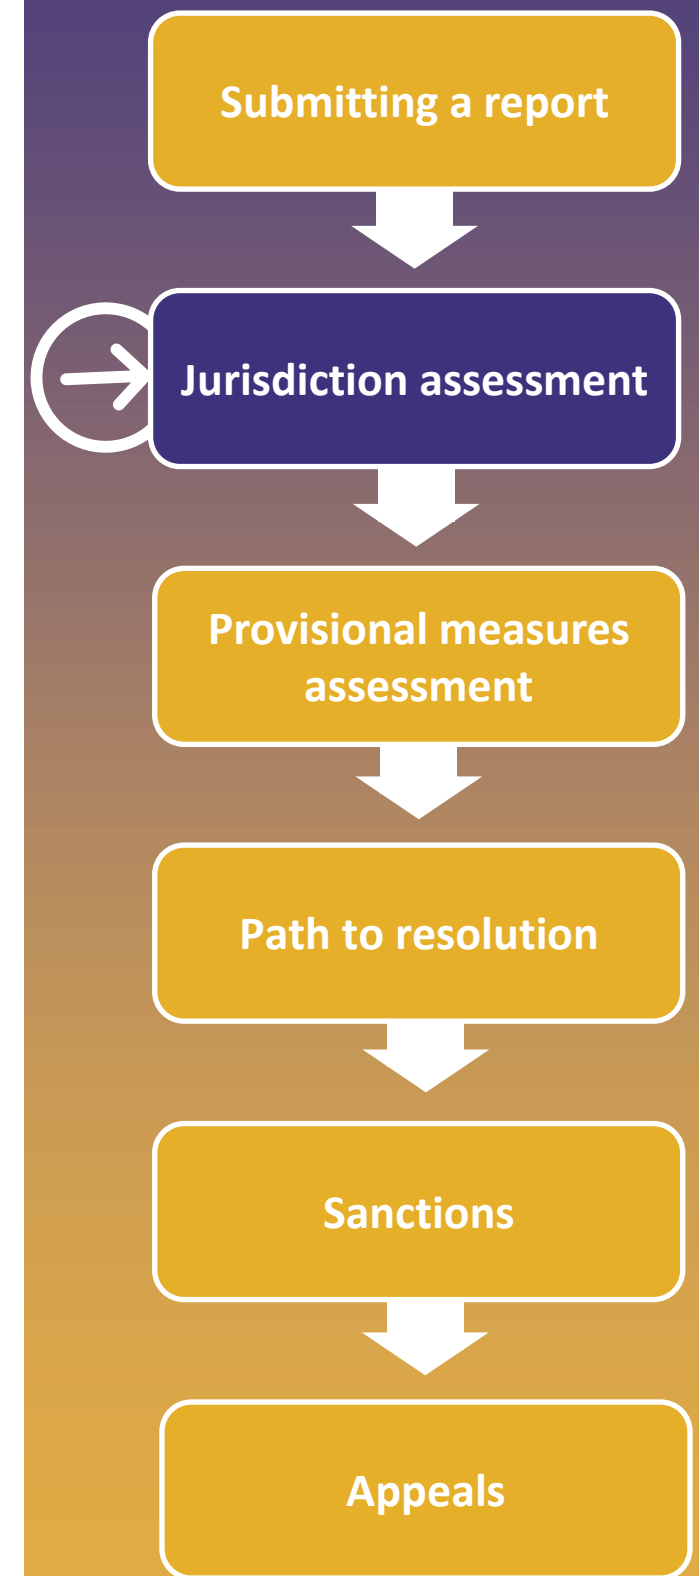 Submitting a report
Jurisdiction assessment
Provisional measures
assessment
Path to resolution
Sanctions
Appeals